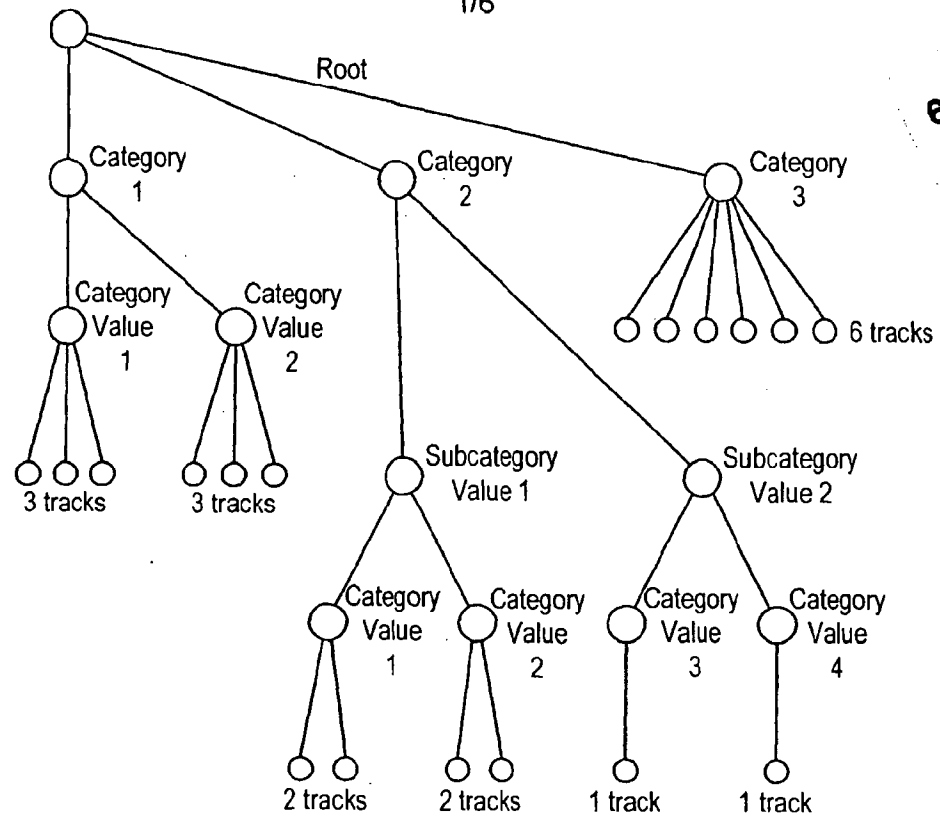 1/6
Root
Category
1
Category
2
Category
3
Category
Value
1
Category
Value
2
6 tracks
3 tracks
3 tracks
Subcategory
Value 1
Subcategory
Value 2
Category
Value
1
Category
Value
2
Category
Value
3
Category
Value
4
2 tracks
2 tracks
1 track
1 track